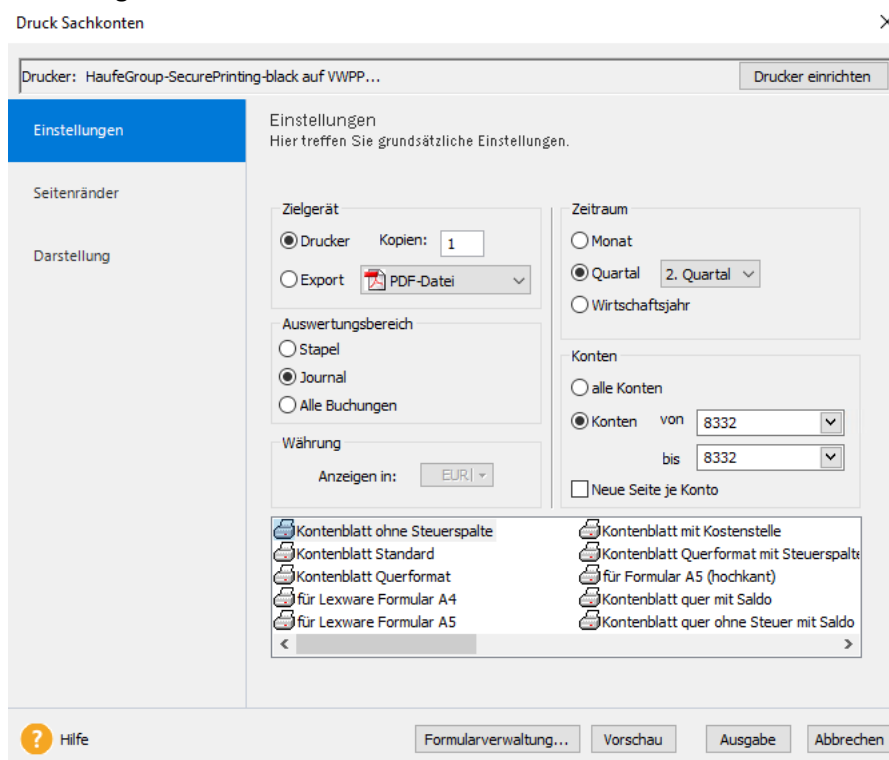 Druck Sachkonten
Drucker: HaufeGroup-SecurePrinting-black auf VWPP...
Drucker einrichten
Einstellungen
Seitenränder
Darstellung
Einstellungen
Hier treffen Sie grundsätzliche Einstellungen.
Zielgerät
Drucker Kopien: 1
Export PDF-Datei
Auswertungsbereich
Stapel
Journal
Alle Buchungen
Währung
Anzeigen in: EUR
Zeitraum
Monat
Quartal 2. Quartal
Wirtschaftsjahr
Konten
alle Konten
Konten von 8332
bis 8332
Neue Seite je Konto
Kontenblatt ohne Steuerspalte
Kontenblatt Standard
Kontenblatt Querformat
für Lexware Formular A4
für Lexware Formular A5
Kontenblatt mit Kostenstelle
Kontenblatt Querformat mit Steuerspalte
für Formular A5 (hochkant)
Kontenblatt quer mit Saldo
Kontenblatt quer ohne Steuer mit Saldo
? Hilfe
Formularverwaltung...
Vorschau
Ausgabe
Abbrechen